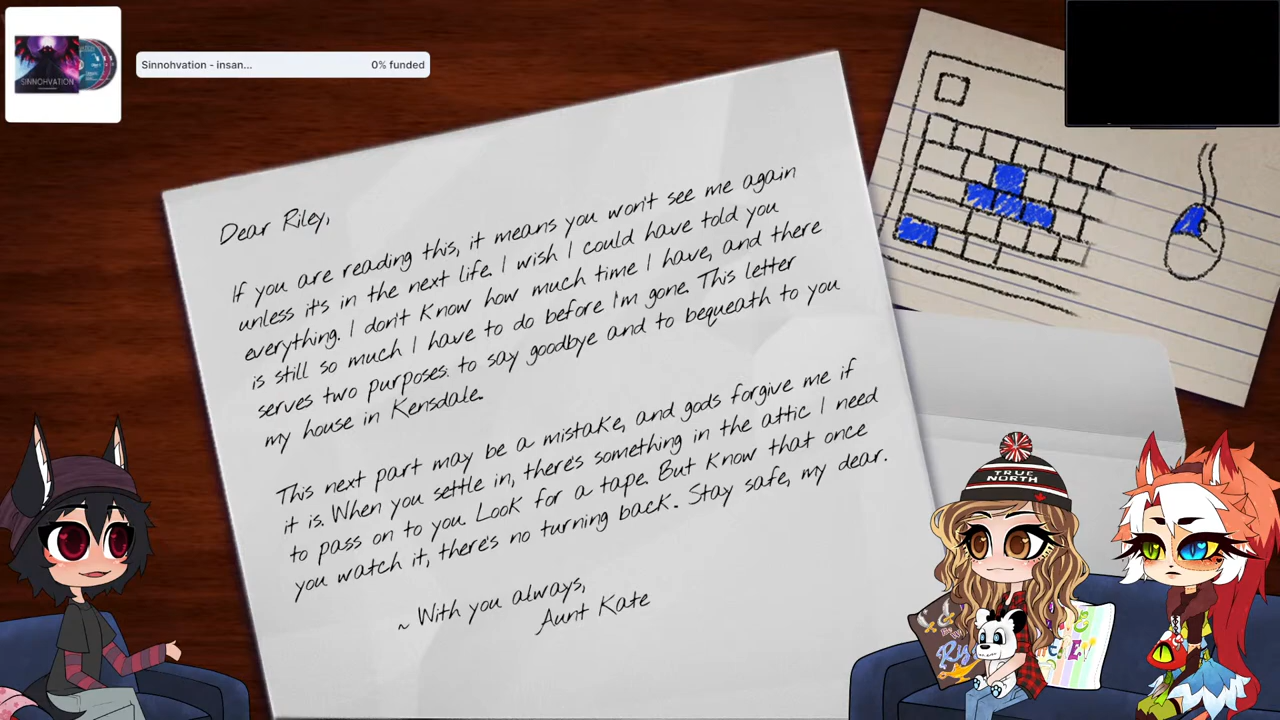 SINNOHVATION
Sinnohvation - insan... 0% funded
Dear Riley,
If you are reading this, it means you won't see me again
unless it's in the next life. I wish I could have told you
everything. I don't know how much time I have, and there
is still so much I have to do before I'm gone. This letter
serves two purposes: to say goodbye and to bequeath to you
my house in Kensdale.
This next part may be a mistake, and gods forgive me if
it is. When you settle in, there's something in the attic I need
to pass on to you. Look for a tape. But know that once
you watch it, there's no turning back. Stay safe, my dear.
~ With you always,
Aunt Kate
TRUE
NORTH